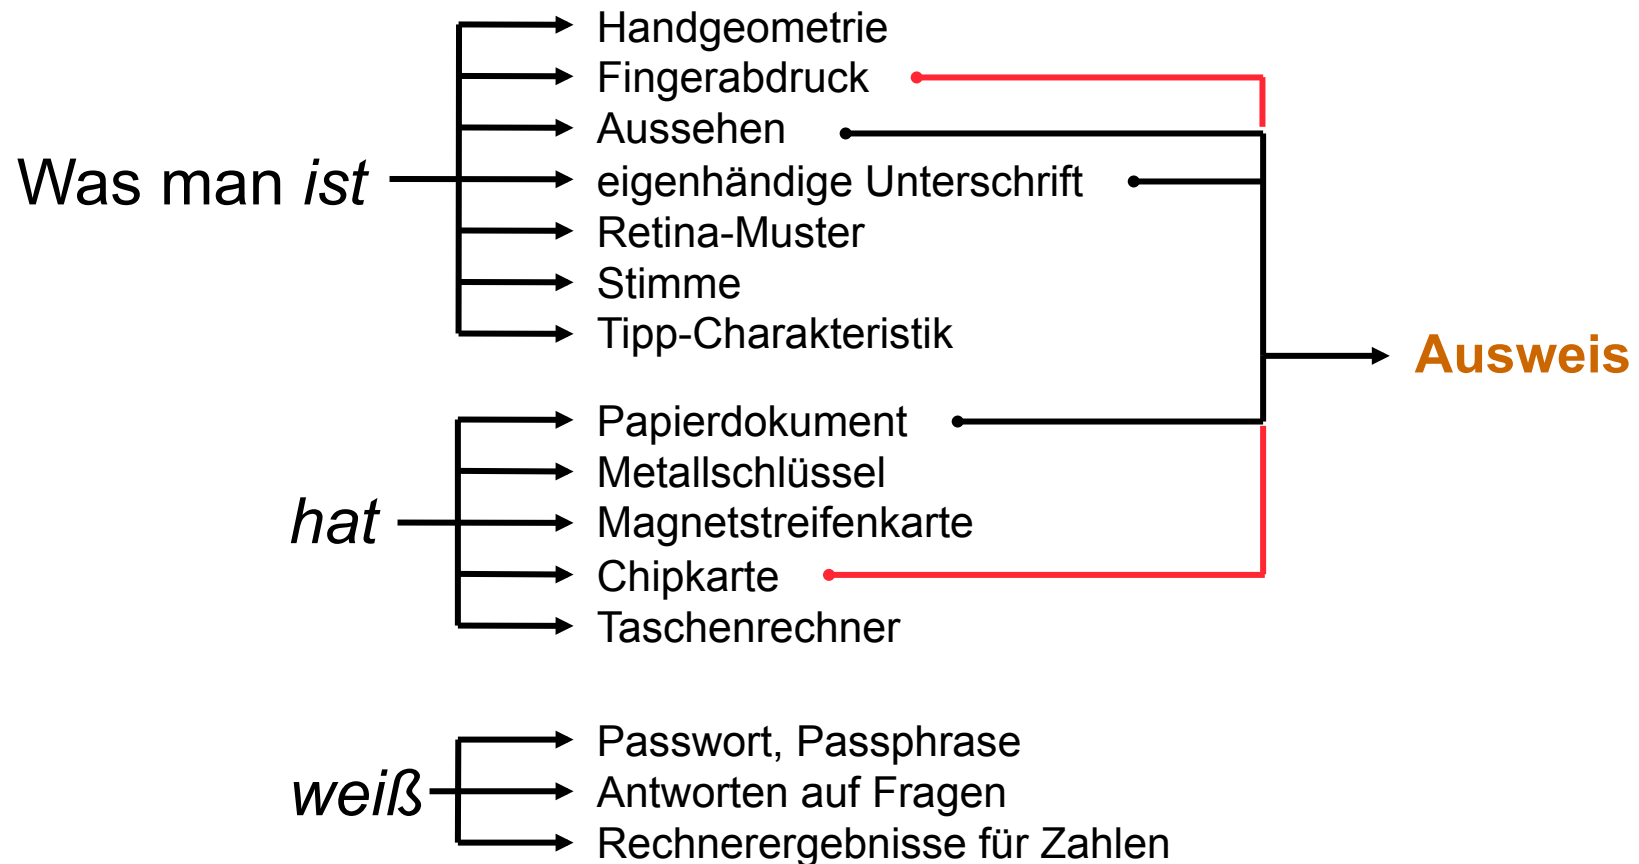 Handgeometrie
Fingerabdruck
Aussehen
Was man ist
eigenhändige Unterschrift
Retina-Muster
Stimme
Tipp-Charakteristik
Ausweis
Papierdokument
Metallschlüssel
hat
Magnetstreifenkarte
Chipkarte
Taschenrechner
Passwort, Passphrase
weiß
Antworten auf Fragen
Rechnerergebnisse für Zahlen